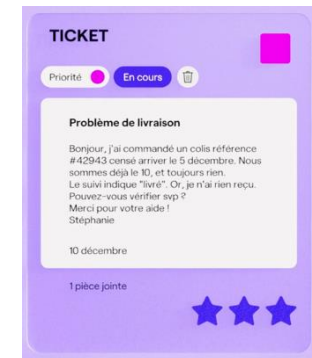 TICKET
Priorité
En cours
Problème de livraison
Bonjour, j'ai commandé un colis référence
#42943 censé arriver le 5 décembre. Nous
sommes déjà le 10, et toujours rien.
Le suivi indique "livré". Or, je n'ai rien reçu.
Pouvez-vous vérifier svp ?
Merci pour votre aide !
Stéphanie
10 décembre
1 pièce jointe